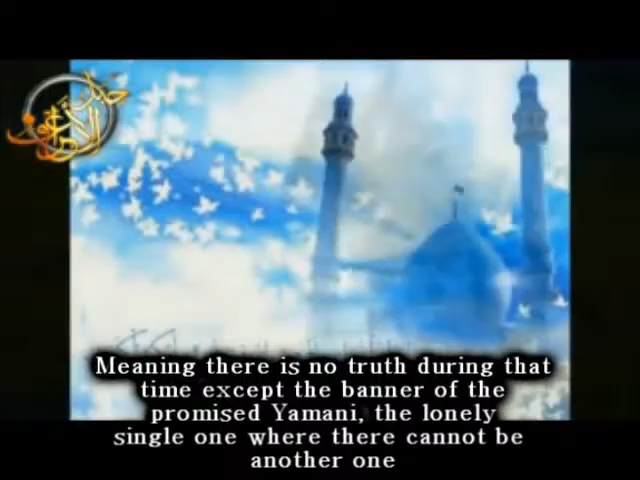 Meaning there is no truth during that
time except the banner of the
promised Yamani, the lonely
single one where there cannot be
another one